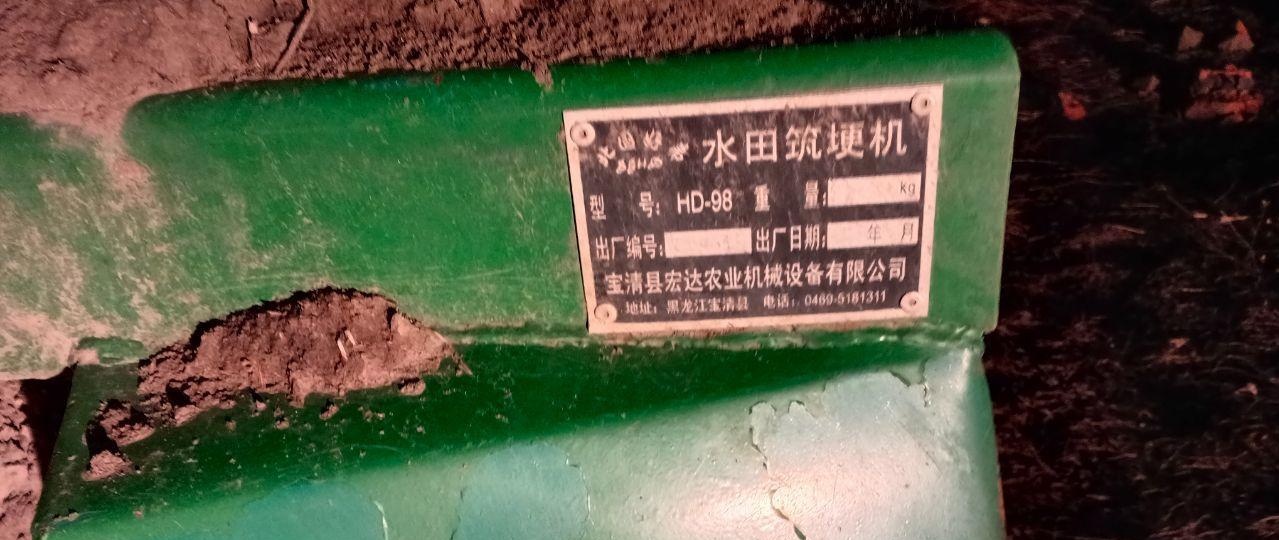 水田筑埂机
型 号: HD-98 重 量: kg
出厂编号: 出厂日期: 年 月
宝清县宏达农业机械设备有限公司
地址: 黑龙江宝清县 电话: 0469-5181311